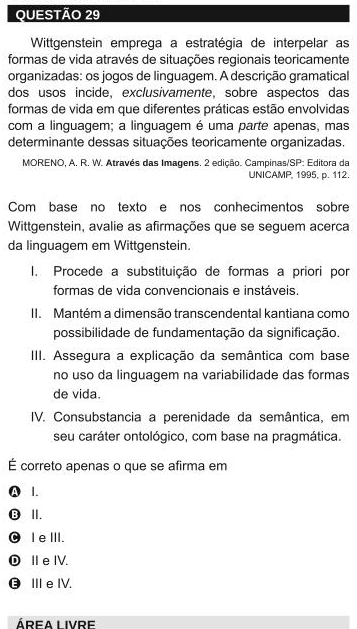 QUESTÃO 29
Wittgenstein emprega a estratégia de interpelar as
formas de vida através de situações regionais teoricamente
organizadas: os jogos de linguagem. A descrição gramatical
dos usos incide, exclusivamente, sobre aspectos das
formas de vida em que diferentes práticas estão envolvidas
com a linguagem; a linguagem é uma parte apenas, mas
determinante dessas situações teoricamente organizadas.
MORENO, A. R. W. Através das Imagens. 2 edição. Campinas/SP: Editora da
UNICAMP, 1995, p. 112.
Com base no texto e nos conhecimentos sobre
Wittgenstein, avalie as afirmações que se seguem acerca
da linguagem em Wittgenstein.
I. Procede a substituição de formas a priori por
formas de vida convencionais e instáveis.
II. Mantém a dimensão transcendental kantiana como
possibilidade de fundamentação da significação.
III. Assegura a explicação da semântica com base
no uso da linguagem na variabilidade das formas
de vida.
IV. Consubstancia a perenidade da semântica, em
seu caráter ontológico, com base na pragmática.
É correto apenas o que se afirma em
A I.
B II.
C I e III.
D II e IV.
E III e IV.
ÁREA LIVRE